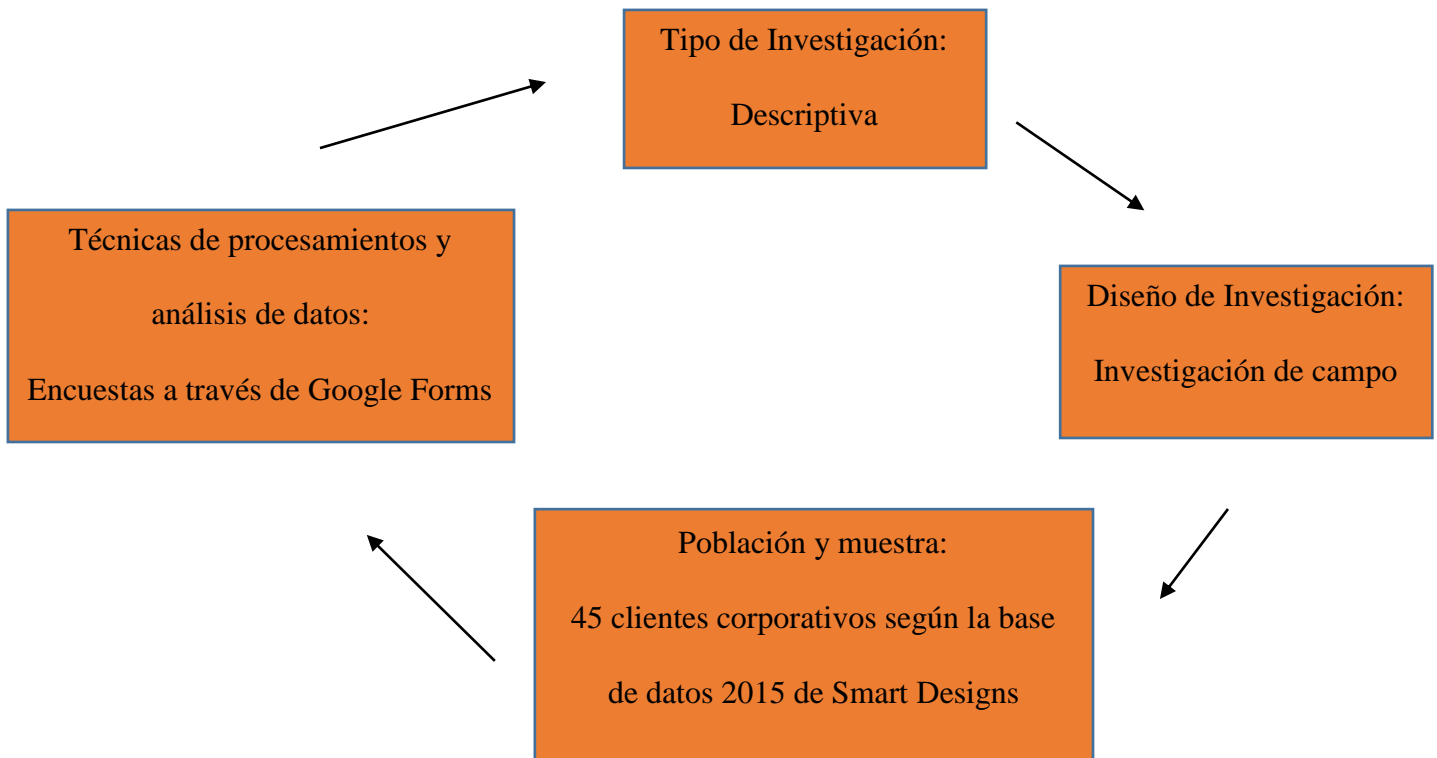 Tipo de Investigación:
Descriptiva
Técnicas de procesamientos y
análisis de datos:
Encuestas a través de Google Forms
Diseño de Investigación:
Investigación de campo
Población y muestra:
45 clientes corporativos según la base
de datos 2015 de Smart Designs